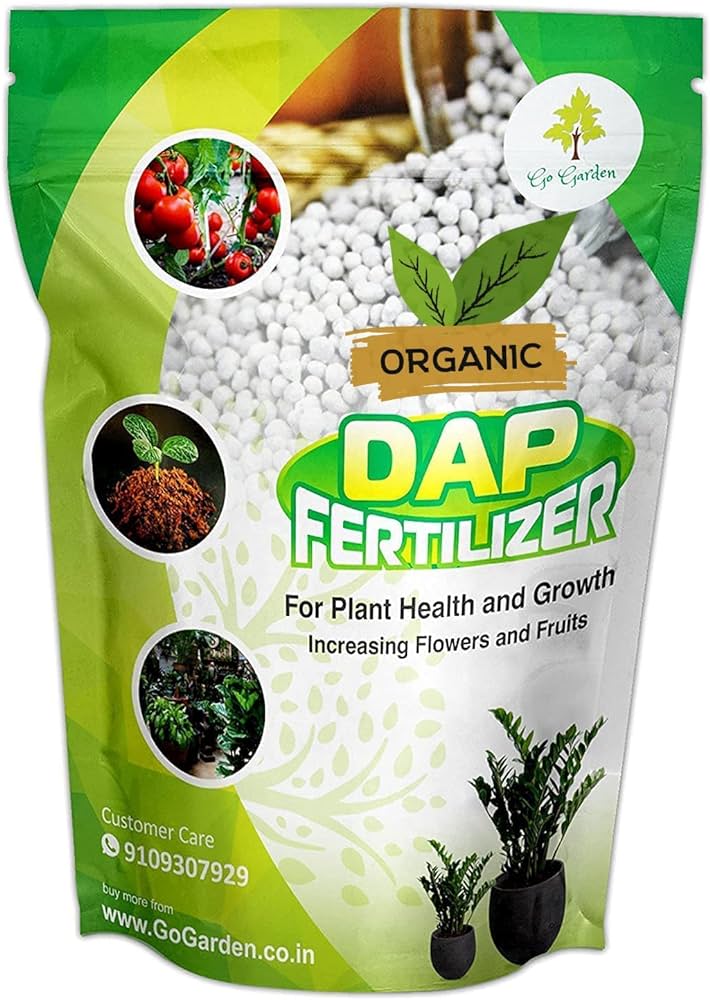 Go Garden
ORGANIC
DAP
FERTILIZER
For Plant Health and Growth
Increasing Flowers and Fruits
Customer Care
9109307929
buy more from
www.GoGarden.co.in